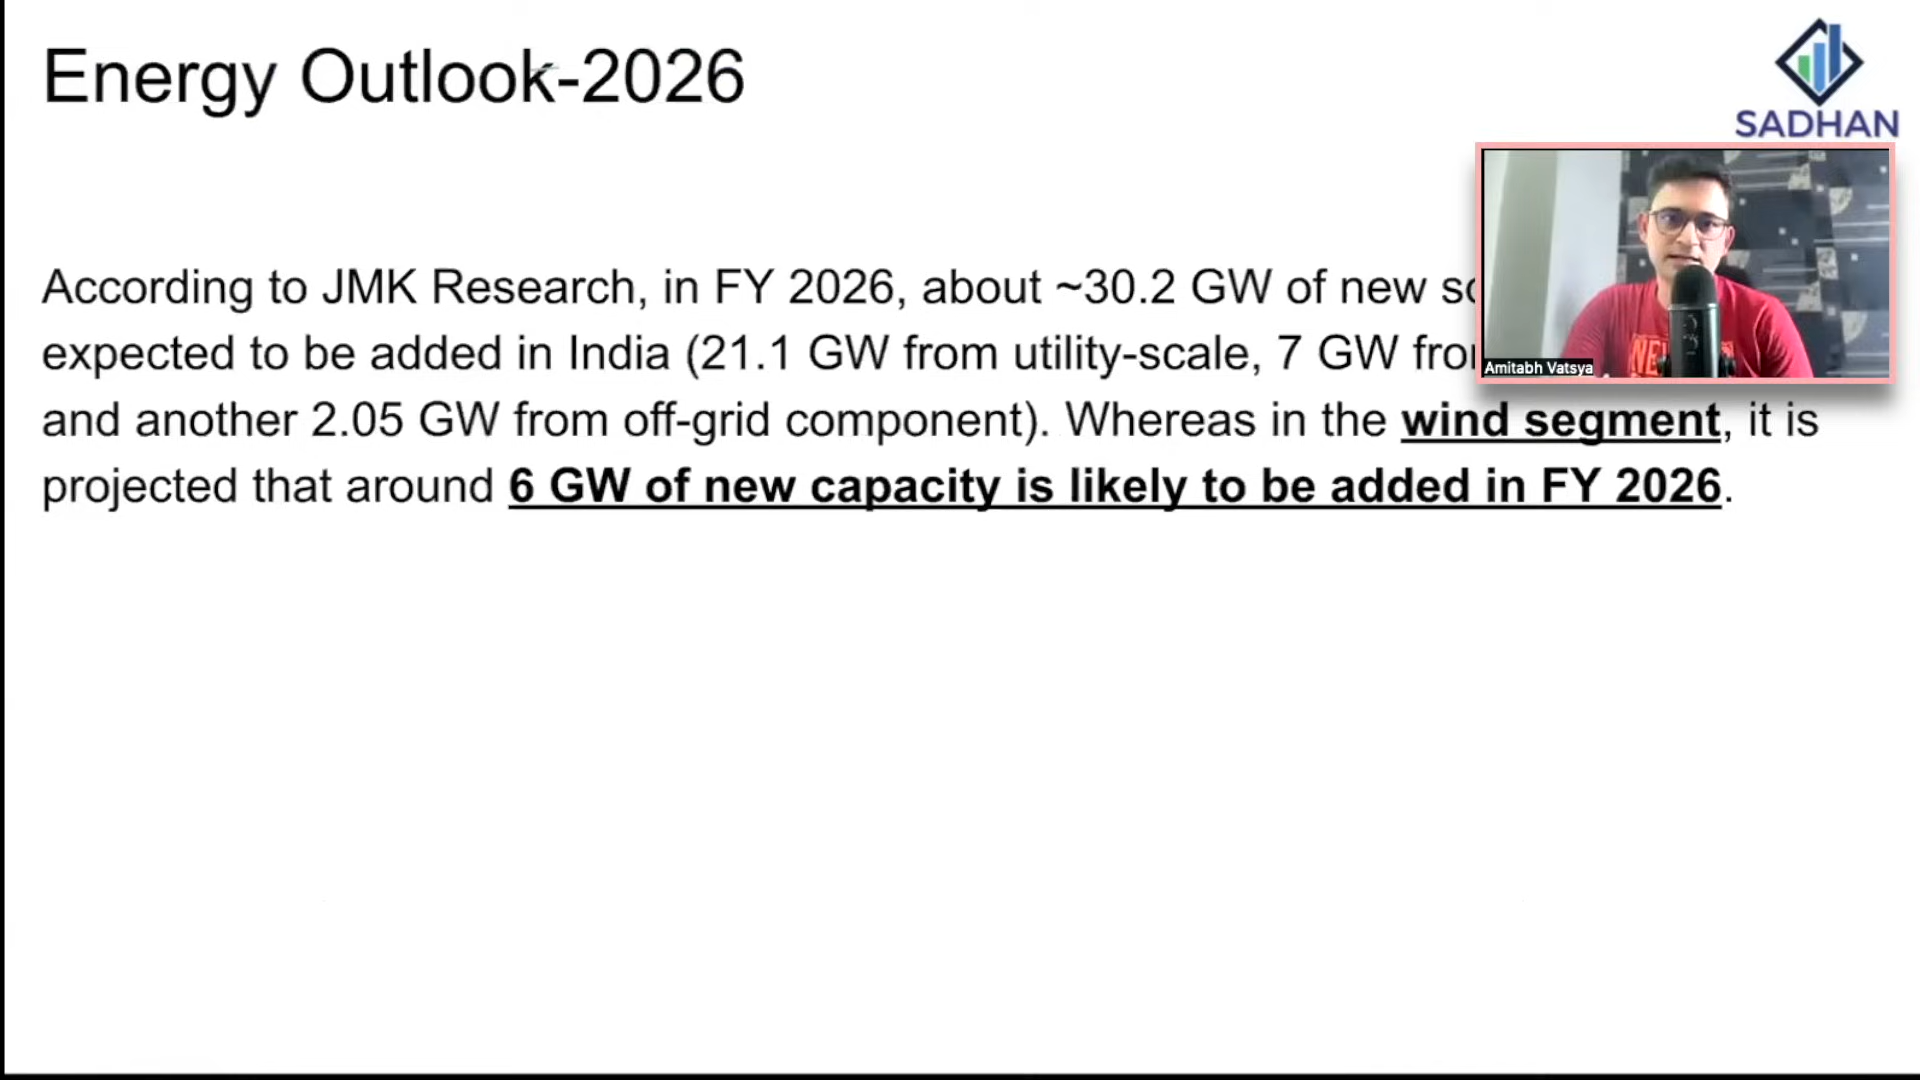 Energy Outlook-2026
SADHAN
According to JMK Research, in FY 2026, about ~30.2 GW of new
expected to be added in India (21.1 GW from utility-scale, 7 GW
Amitabh Vatsya
and another 2.05 GW from off-grid component). Whereas in the wind segment, it is
projected that around 6 GW of new capacity is likely to be added in FY 2026.